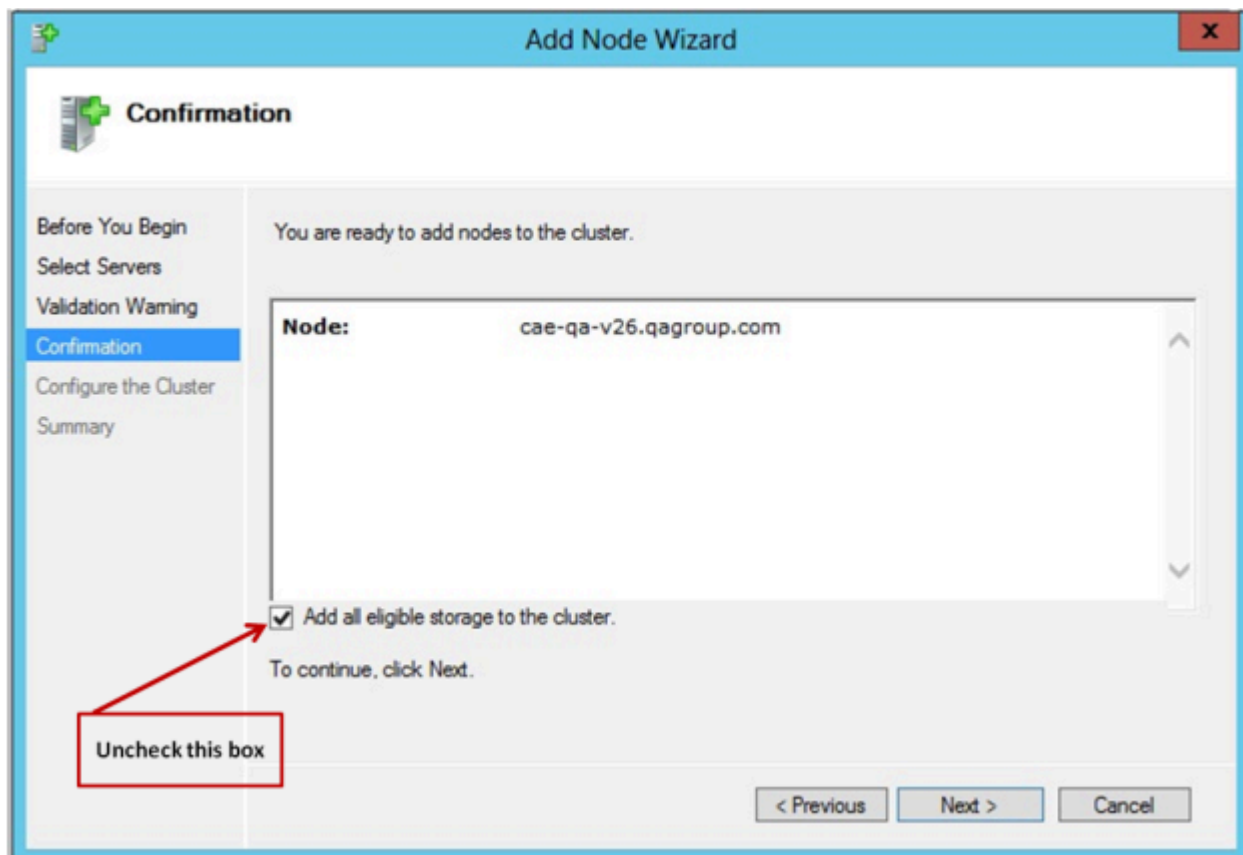 Add Node Wizard
x
Confirmation
Before You Begin
Select Servers
Validation Warning
Confirmation
Configure the Cluster
Summary
You are ready to add nodes to the cluster.
Node: cae-qa-v26.qagroup.com
Add all eligible storage to the cluster.
To continue, click Next.
Uncheck this box
< Previous Next > Cancel